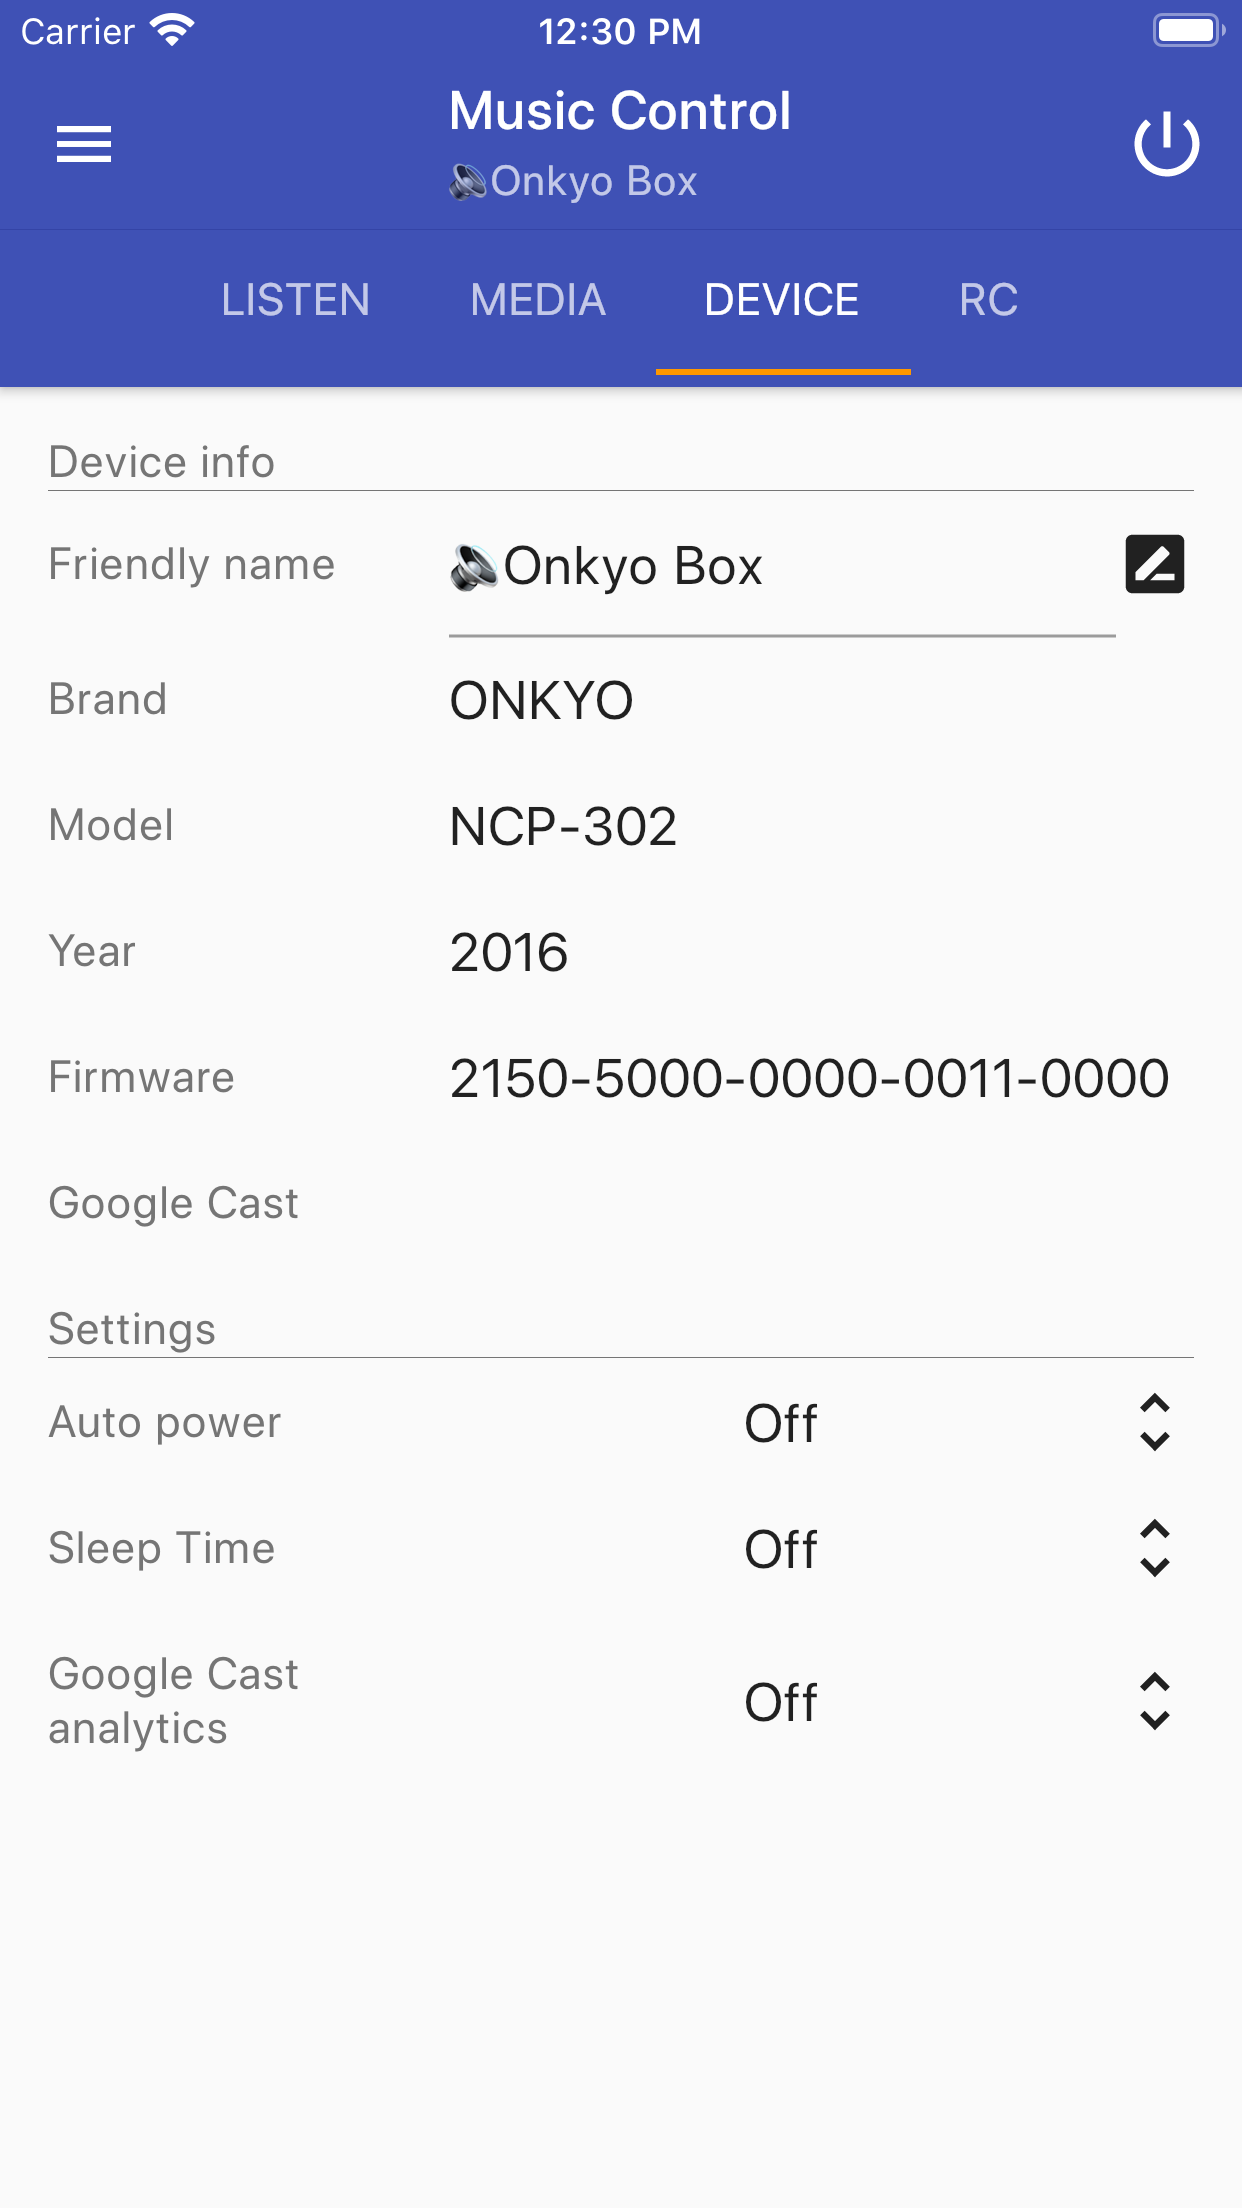 Carrier 12:30 PM
Music Control
🔊Onkyo Box
LISTEN MEDIA DEVICE RC
Device info
Friendly name 🔊Onkyo Box
Brand ONKYO
Model NCP-302
Year 2016
Firmware 2150-5000-0000-0011-0000
Google Cast
Settings
Auto power Off
Sleep Time Off
Google Cast
analytics Off